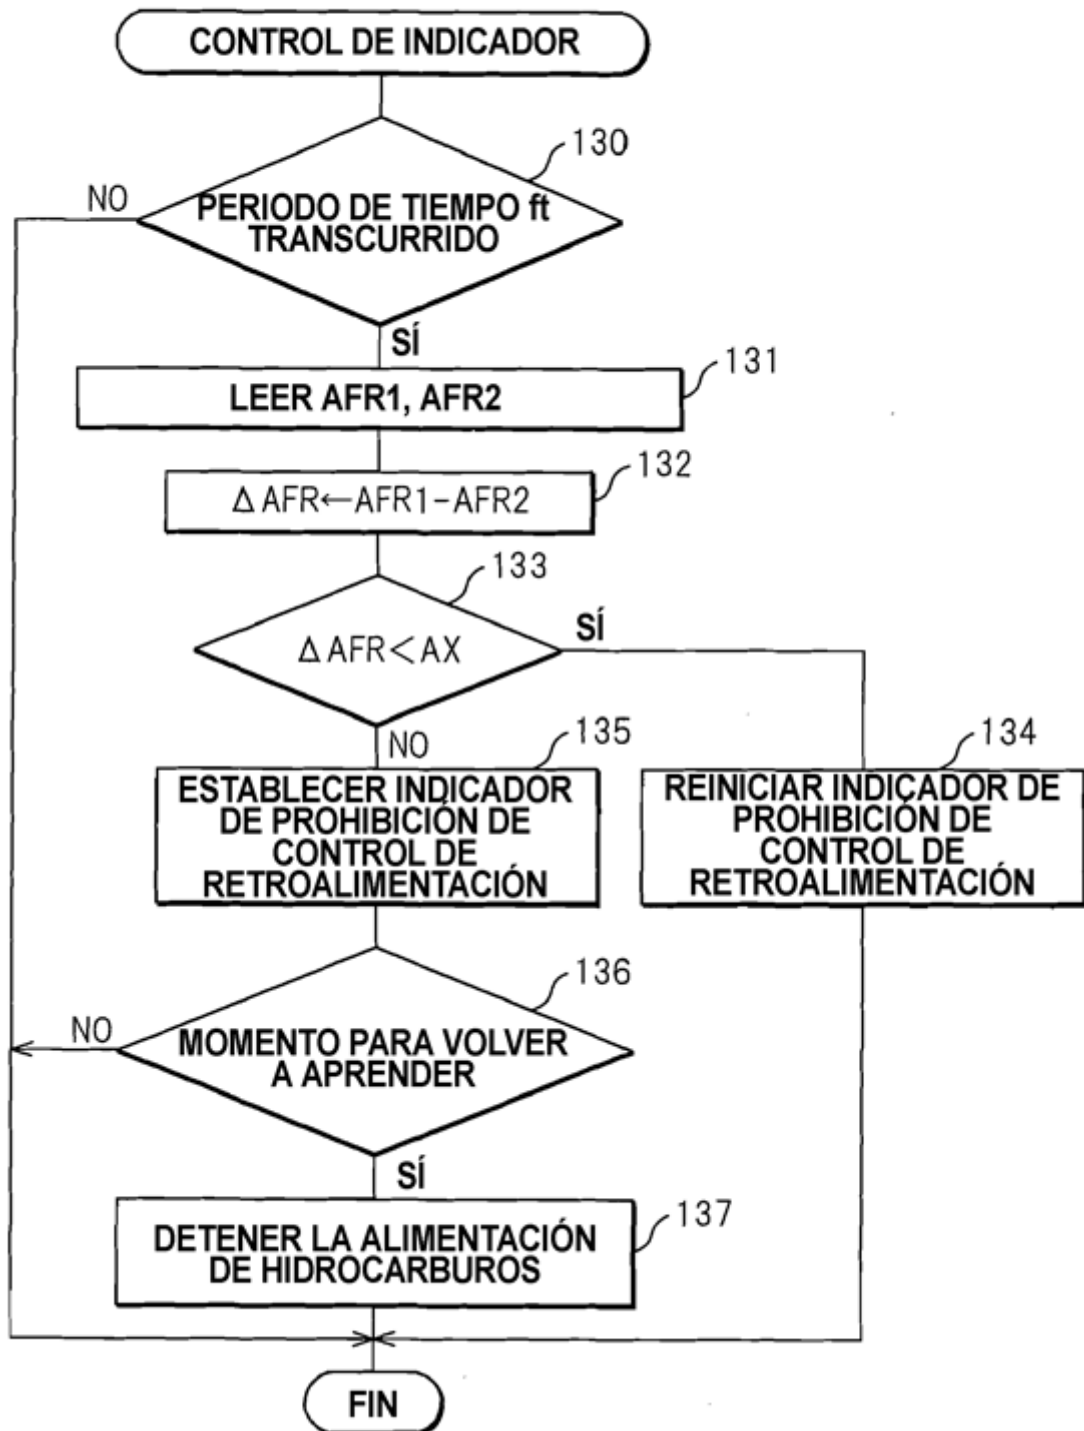 CONTROL DE INDICADOR
130
NO
PERIODO DE TIEMPO ft
TRANSCURRIDO
SÍ
131
LEER AFR1, AFR2
132
Δ AFR←AFR1-AFR2
133
SÍ
Δ AFR<AX
NO
135
134
ESTABLECER INDICADOR
DE PROHIBICIÓN DE
CONTROL DE
RETROALIMENTACIÓN
REINICIAR INDICADOR DE
PROHIBICIÓN DE
CONTROL DE
RETROALIMENTACIÓN
136
NO
MOMENTO PARA VOLVER
A APRENDER
SÍ
137
DETENER LA ALIMENTACIÓN
DE HIDROCARBUROS
FIN